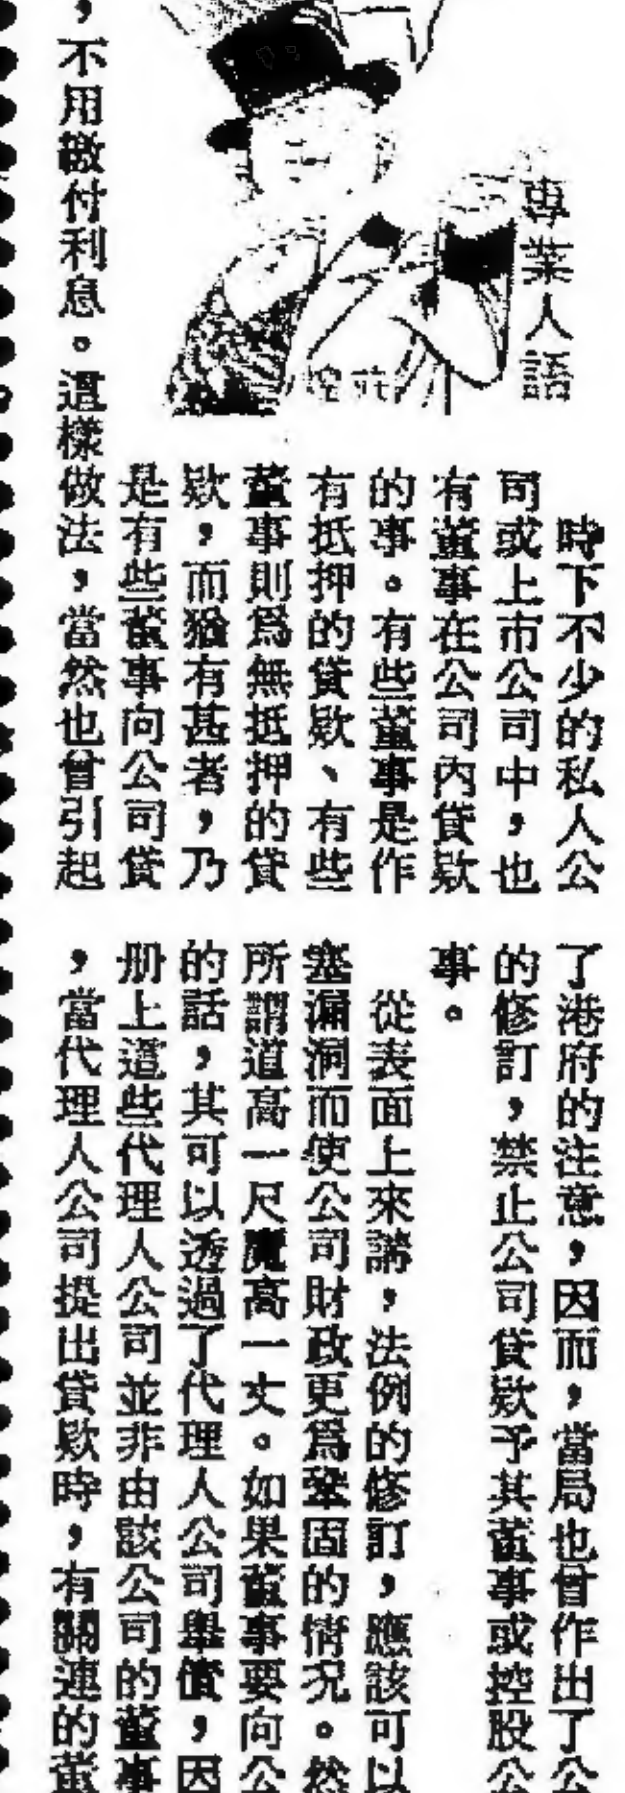 專業人語
時下不少的私人公
司或上市公司中，也
有董事在公司內貸欵
的事。有些董事是作
有抵押的貸欵、有些
董事則爲無抵押的貸
欵，而猶有甚者，乃
是有些董事向公司貸
，不用繳付利息。這樣做法，當然也曾引起
了港府的注意，因而，當局也曾作出了公
的修訂，禁止公司貸欵予其董事或控股公
事。
從表面上來講，法例的修訂，應該可以
塞漏洞而使公司財政更爲鞏固的情況。然
所謂道高一尺魔高一丈。如果董事要向公
的話，其可以透過了代理人公司舉債，因
册上這些代理人公司並非由該公司的董事
，當代理人公司提出貸欵時，有關連的董